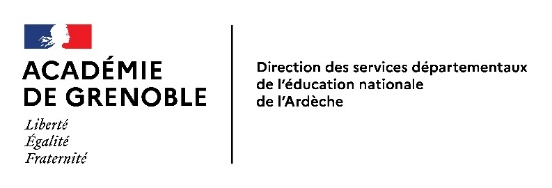 ACADÉMIE
DE GRENOBLE
Liberté
Égalité
Fraternité
Direction des services départementaux
de l'éducation nationale
de l'Ardèche